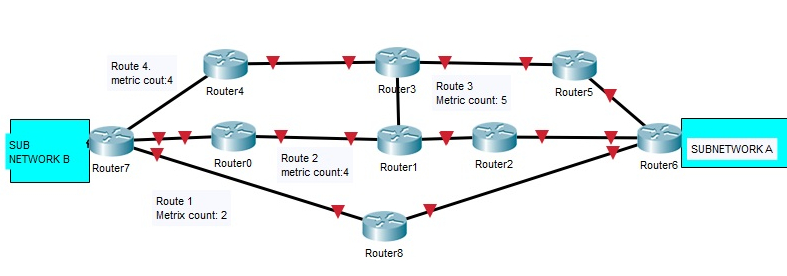 Route 4.
metric cout:4
Router4
Router3
Router5
Route 3
Metric count: 5
SUB
NETWORK B
Router7
Router0
Route 2
metric count:4
Router1
Router2
Router6
SUBNETWORK A
Route 1
Metrix count: 2
Router8